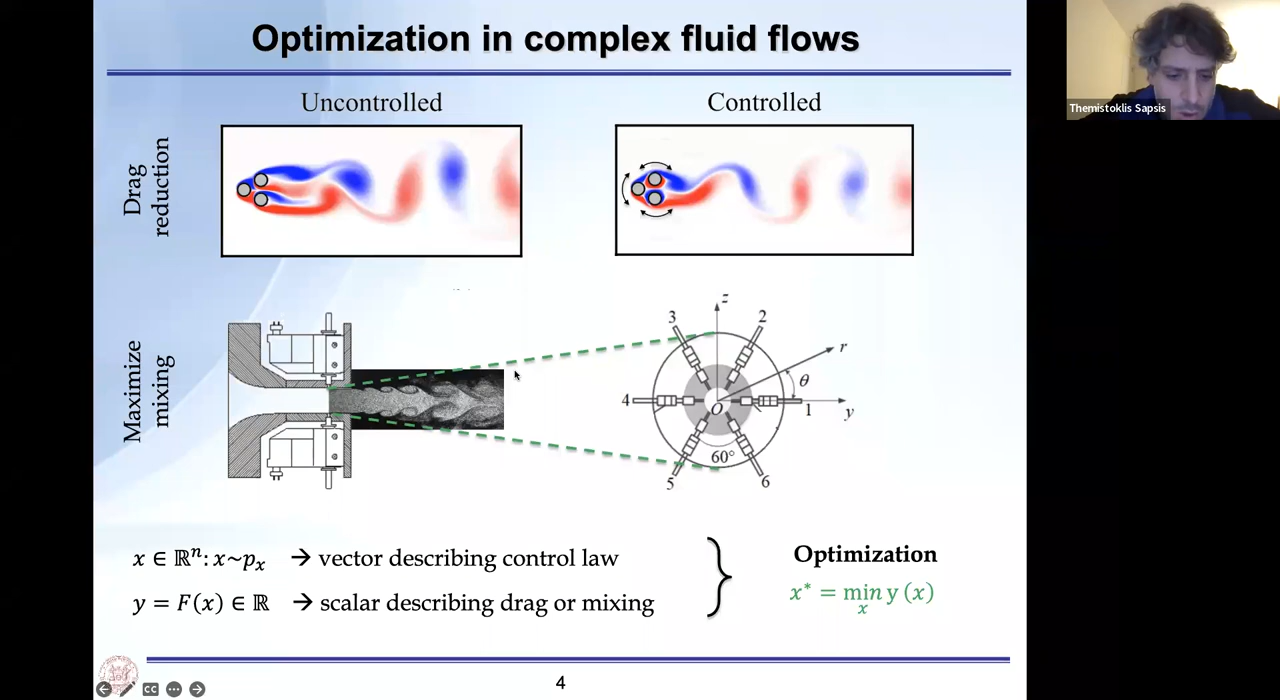 Optimization in complex fluid flows
Themistoklis Sapsis
Uncontrolled
Controlled
Drag
reduction
Maximize
mixing
z
3
2
r
θ
4
O
1
y
60°
5
6
x ∈ ℝⁿ: x~pₓ → vector describing control law
y = F(x) ∈ ℝ → scalar describing drag or mixing
Optimization
x* = min y (x)
x
CC
4